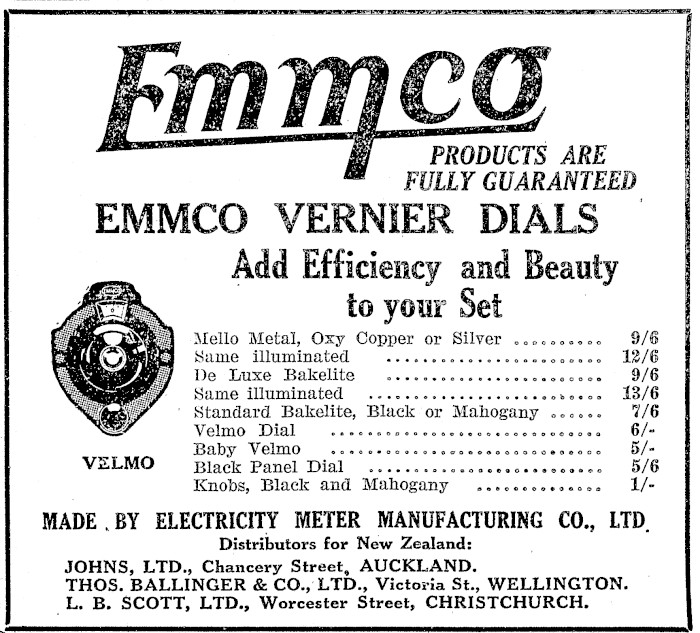 Emmco
PRODUCTS ARE
FULLY GUARANTEED
EMMCO VERNIER DIALS
Add Efficiency and Beauty
to your Set
Mello Metal, Oxy Copper or Silver .......... 9/6
Same illuminated .................... 12/6
De Luxe Bakelite .................... 9/6
Same illuminated ...................... 13/6
Standard Bakelite, Black or Mahogany ...... 7/6
Velmo Dial ......................... 6/-
Baby Velmo ......................... 5/-
Black Panel Dial ...................... 5/6
Knobs, Black and Mahogany ............. 1/-
VELMO
MADE BY ELECTRICITY METER MANUFACTURING CO., LTD.
Distributors for New Zealand:
JOHNS, LTD., Chancery Street, AUCKLAND.
THOS. BALLINGER & CO., LTD., Victoria St., WELLINGTON.
L. B. SCOTT, LTD., Worcester Street, CHRISTCHURCH.